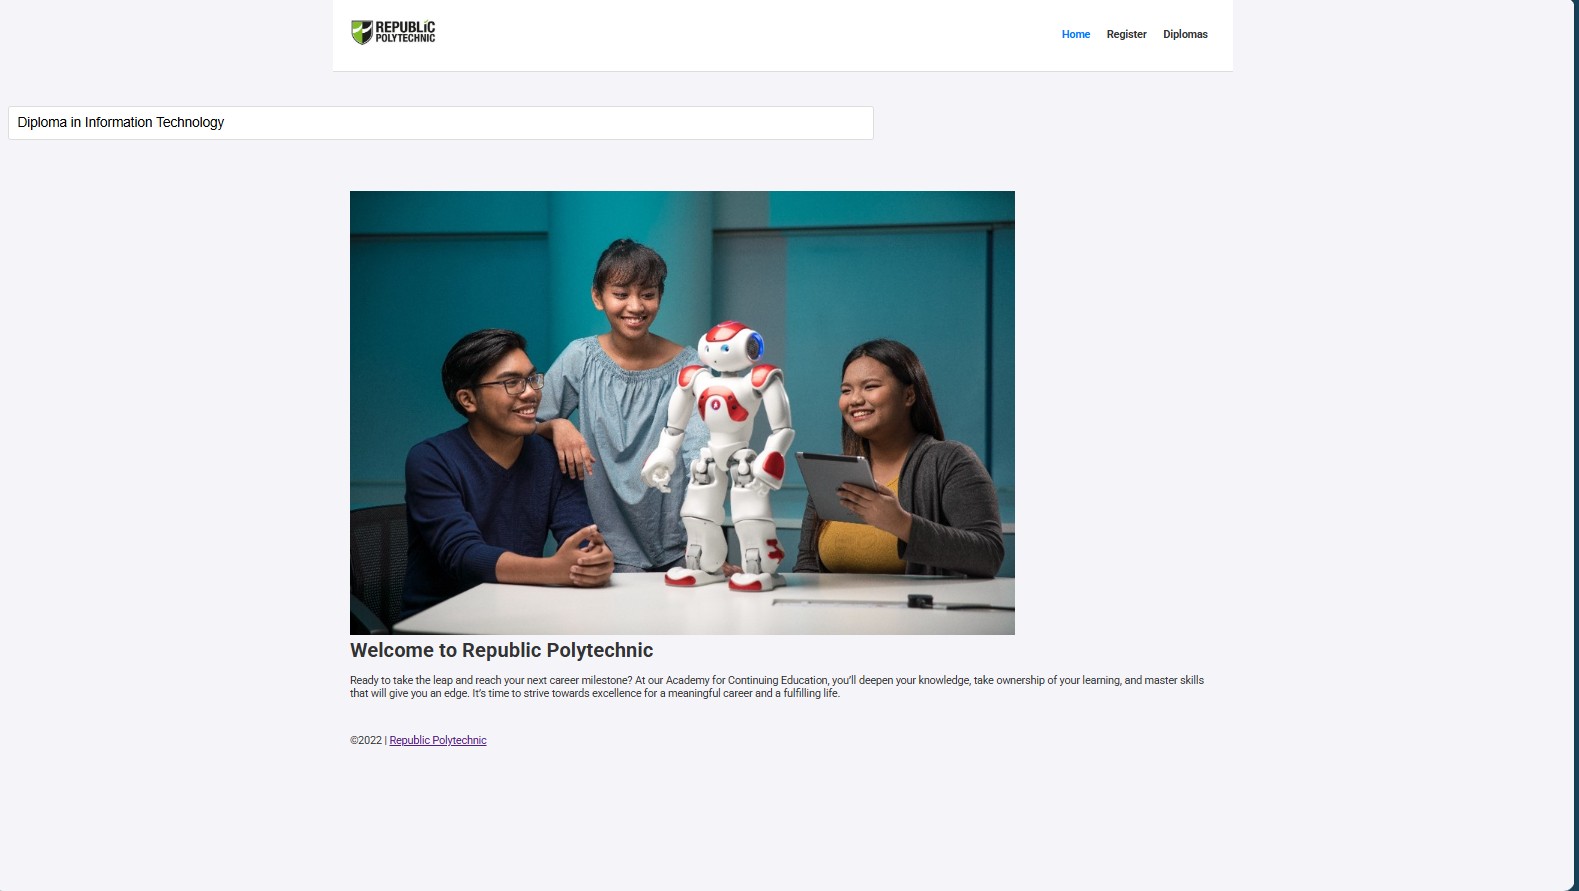 REPUBLIC
POLYTECHNIC
Home Register Diplomas
Diploma in Information Technology
Welcome to Republic Polytechnic
Ready to take the leap and reach your next career milestone? At our Academy for Continuing Education, you’ll deepen your knowledge, take ownership of your learning, and master skills
that will give you an edge. It’s time to strive towards excellence for a meaningful career and a fulfilling life.
©2022 | Republic Polytechnic